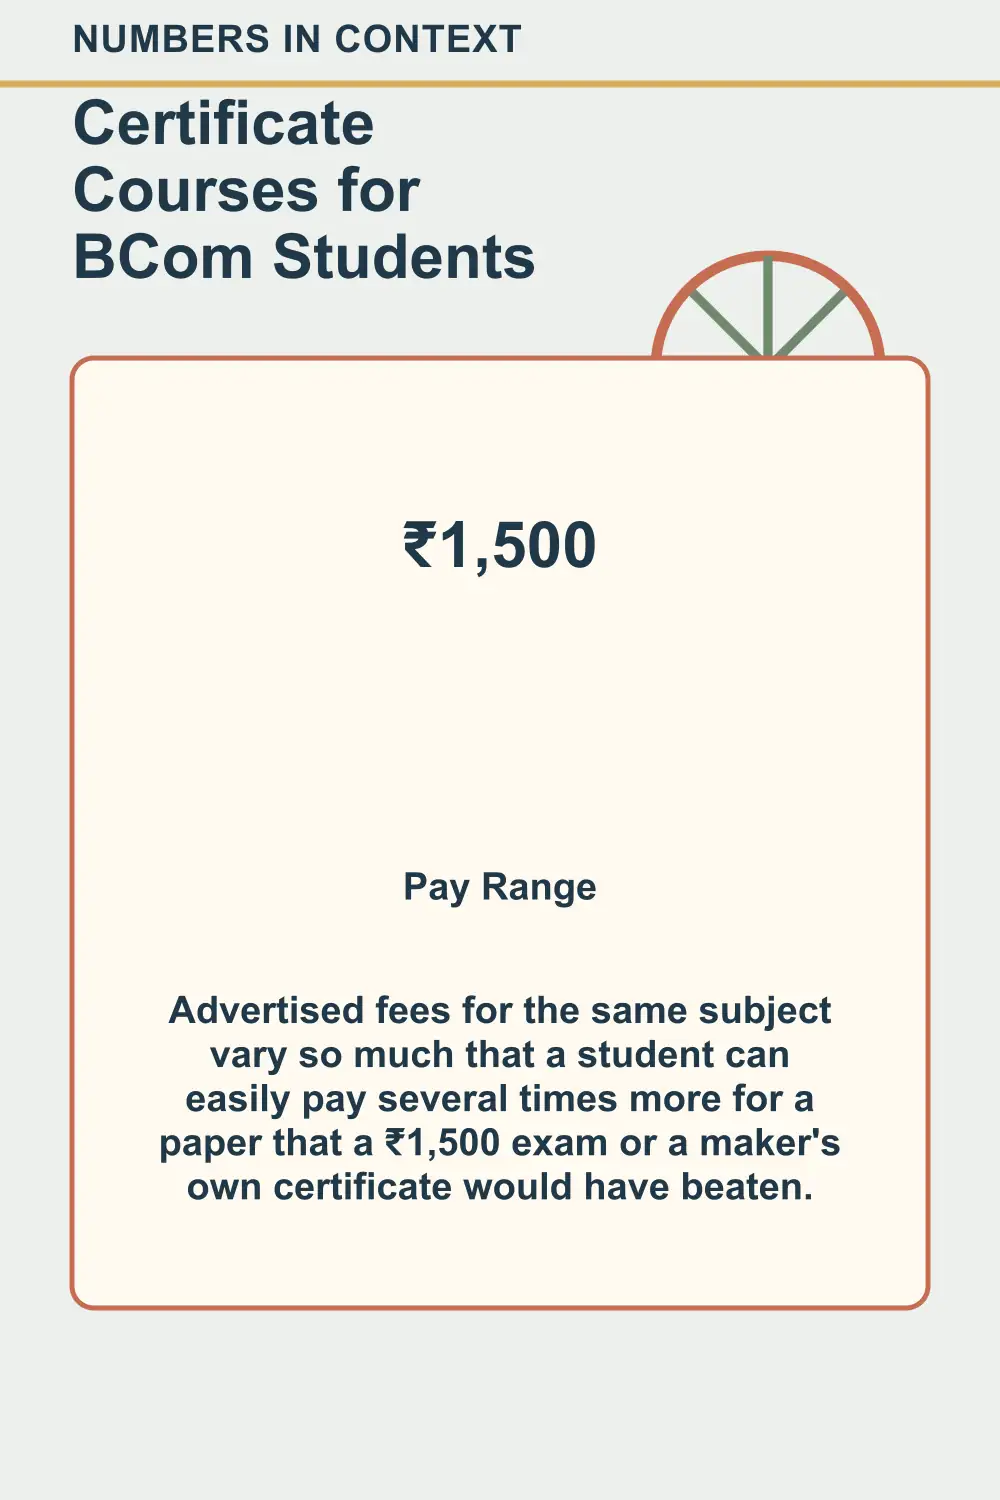 NUMBERS IN CONTEXT
Certificate
Courses for
BCom Students
₹1,500
Pay Range
Advertised fees for the same subject
vary so much that a student can
easily pay several times more for a
paper that a ₹1,500 exam or a maker's
own certificate would have beaten.